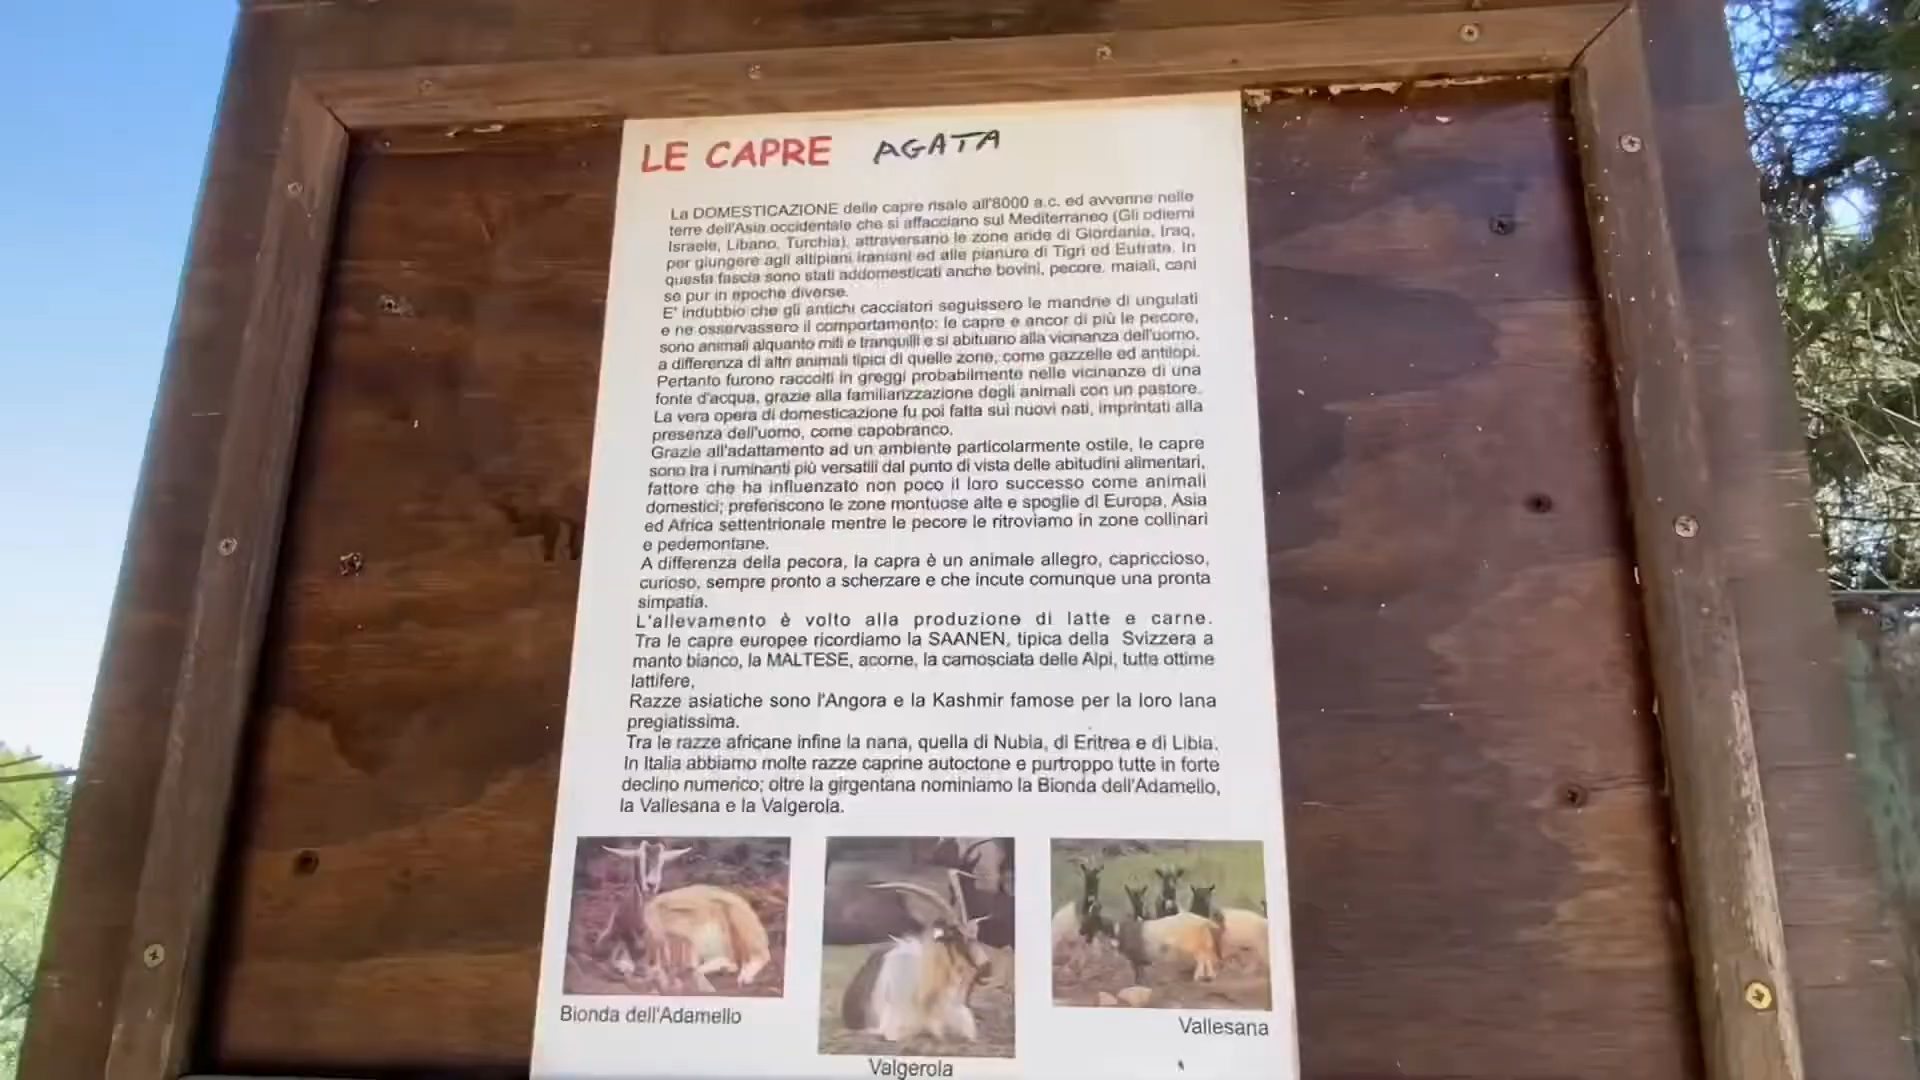 LE CAPRE AGATA
La DOMESTICAZIONE delle capre risale all'8000 a.c. ed avvenne nelle
terre dell'Asia occidentale che si affacciano sul Mediterraneo (Gli odierni
Israele, Libano, Turchia), attraversano le zone aride di Giordania, Iraq,
per giungere agli altipiani iraniani ed alle pianure di Tigri ed Eufrate. In
questa fascia sono stati addomesticati anche bovini, pecore, maiali, cani
se pur in epoche diverse.
E' indubbio che gli antichi cacciatori seguissero le mandrie di ungulati
e ne osservassero il comportamento: le capre e ancor di più le pecore,
sono animali alquanto miti e tranquilli e si abituano alla vicinanza dell'uomo,
a differenza di altri animali tipici di quelle zone, come gazzelle ed antilopi.
Pertanto furono raccolti in greggi probabilmente nelle vicinanze di una
fonte d'acqua, grazie alla familiarizzazione degli animali con un pastore.
La vera opera di domesticazione fu poi fatta sui nuovi nati, imprintati alla
presenza dell'uomo, come capobranco.
Grazie all'adattamento ad un ambiente particolarmente ostile, le capre
sono tra i ruminanti più versatili dal punto di vista delle abitudini alimentari,
fattore che ha influenzato non poco il loro successo come animali
domestici; preferiscono le zone montuose alte e spoglie di Europa, Asia
ed Africa settentrionale mentre le pecore le ritroviamo in zone collinari
e pedemontane.
A differenza della pecora, la capra è un animale allegro, capriccioso,
curioso, sempre pronto a scherzare e che incute comunque una pronta
simpatia.
L'allevamento è volto alla produzione di latte e carne.
Tra le capre europee ricordiamo la SAANEN, tipica della Svizzera a
manto bianco, la MALTESE, acorne, la camosciata delle Alpi, tutte ottime
lattifere,
Razze asiatiche sono l'Angora e la Kashmir famose per la loro lana
pregiatissima.
Tra le razze africane infine la nana, quella di Nubia, di Eritrea e di Libia.
In Italia abbiamo molte razze caprine autoctone e purtroppo tutte in forte
declino numerico; oltre la girgentana nominiamo la Bionda dell'Adamello,
la Vallesana e la Valgerola.
Bionda dell'Adamello
Valgerola
Vallesana